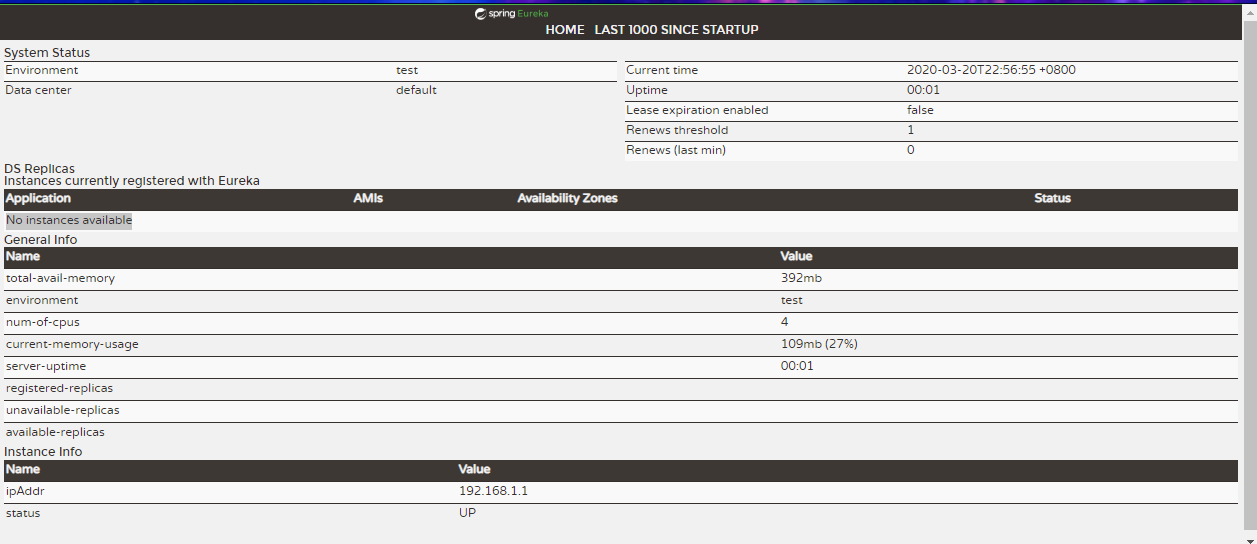 spring Eureka
HOME LAST 1000 SINCE STARTUP
System Status
Environment test
Data center default
Current time 2020-03-20T22:56:55 +0800
Uptime 00:01
Lease expiration enabled false
Renews threshold 1
Renews (last min) 0
DS Replicas
Instances currently registered with Eureka
Application AMIs Availability Zones Status
No instances available
General Info
Name Value
total-avail-memory 392mb
environment test
num-of-cpus 4
current-memory-usage 109mb (27%)
server-uptime 00:01
registered-replicas
unavailable-replicas
available-replicas
Instance Info
Name Value
ipAddr 192.168.1.1
status UP